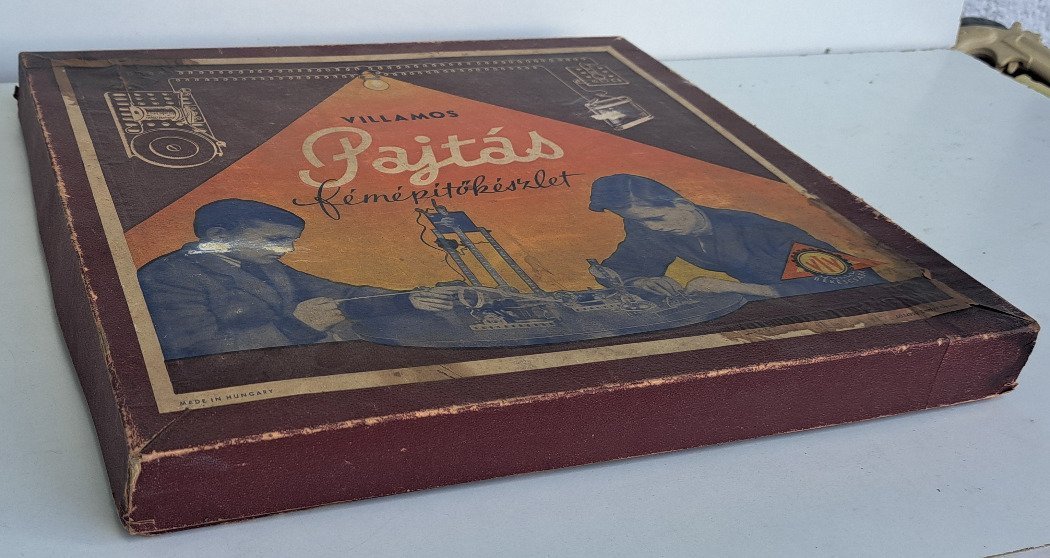 VILLAMOS
Pajtás
fémépítőkészlet
MADE IN HUNGARY